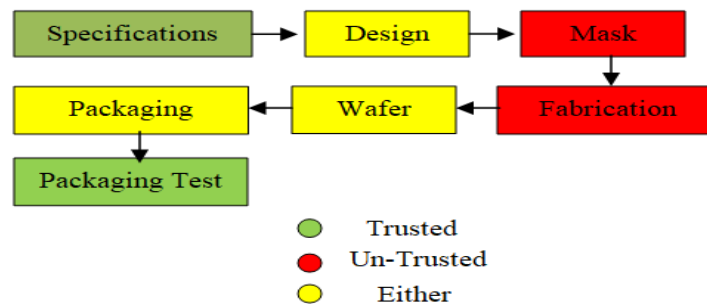 Specifications
Design
Mask
Packaging
Wafer
Fabrication
Packaging Test
Trusted
Un-Trusted
Either